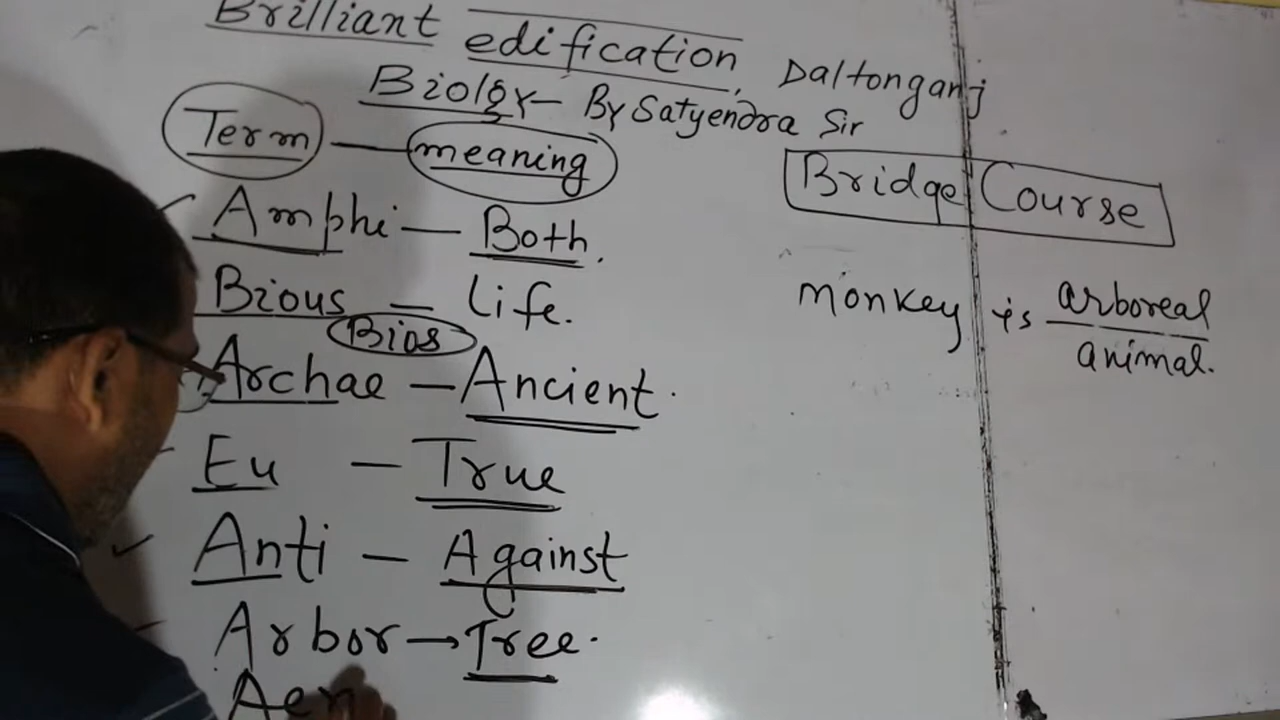 Brilliant edification, Daltonganj
Biology - By Satyendra Sir
Term — meaning
Bridge Course
Amphi — Both.
Bious — Life.
Bios
monkey is arboreal animal.
Archae — Ancient.
Eu — True
Anti — Against
Arbor → Tree.